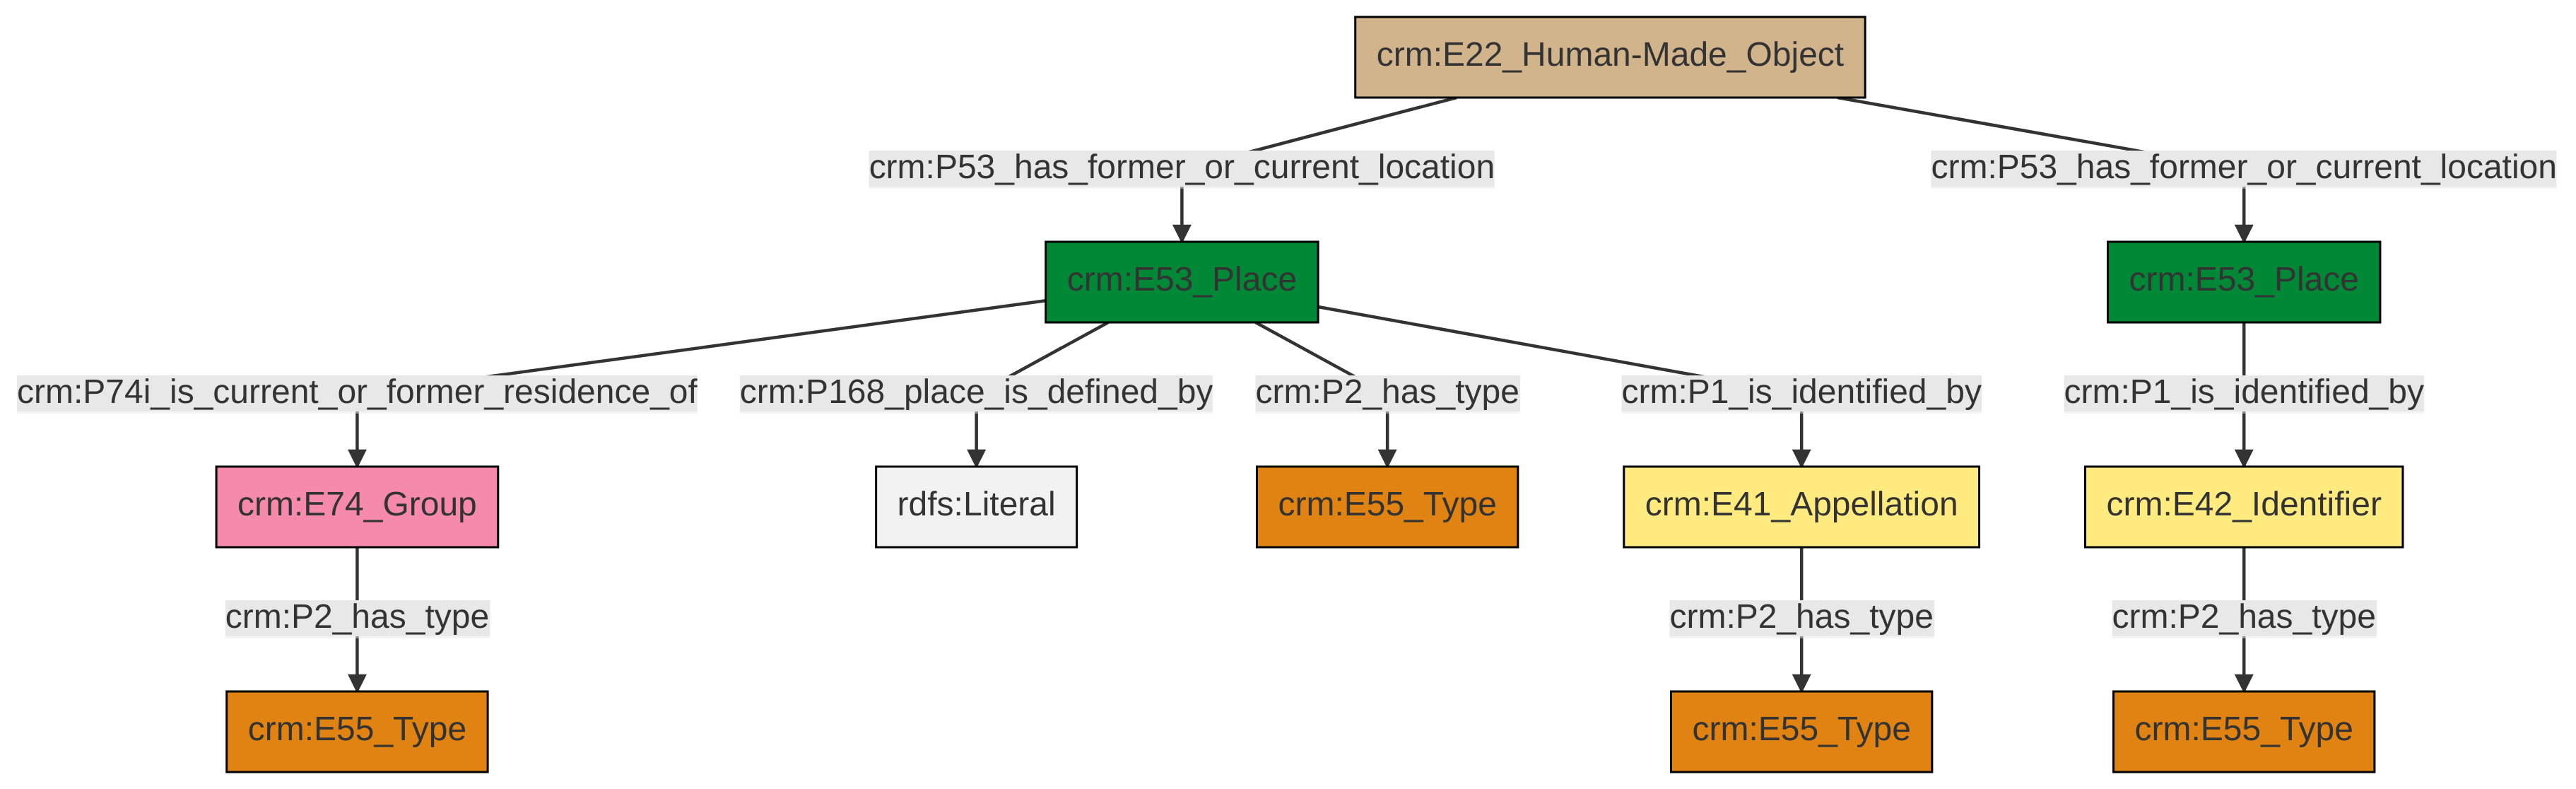 crm:E22_Human-Made_Object
crm:P53_has_former_or_current_location
crm:P53_has_former_or_current_location
crm:E53_Place
crm:E53_Place
crm:P74i_is_current_or_former_residence_of
crm:P168_place_is_defined_by
crm:P2_has_type
crm:P1_is_identified_by
crm:P1_is_identified_by
crm:E74_Group
rdfs:Literal
crm:E55_Type
crm:E41_Appellation
crm:E42_Identifier
crm:P2_has_type
crm:P2_has_type
crm:P2_has_type
crm:E55_Type
crm:E55_Type
crm:E55_Type